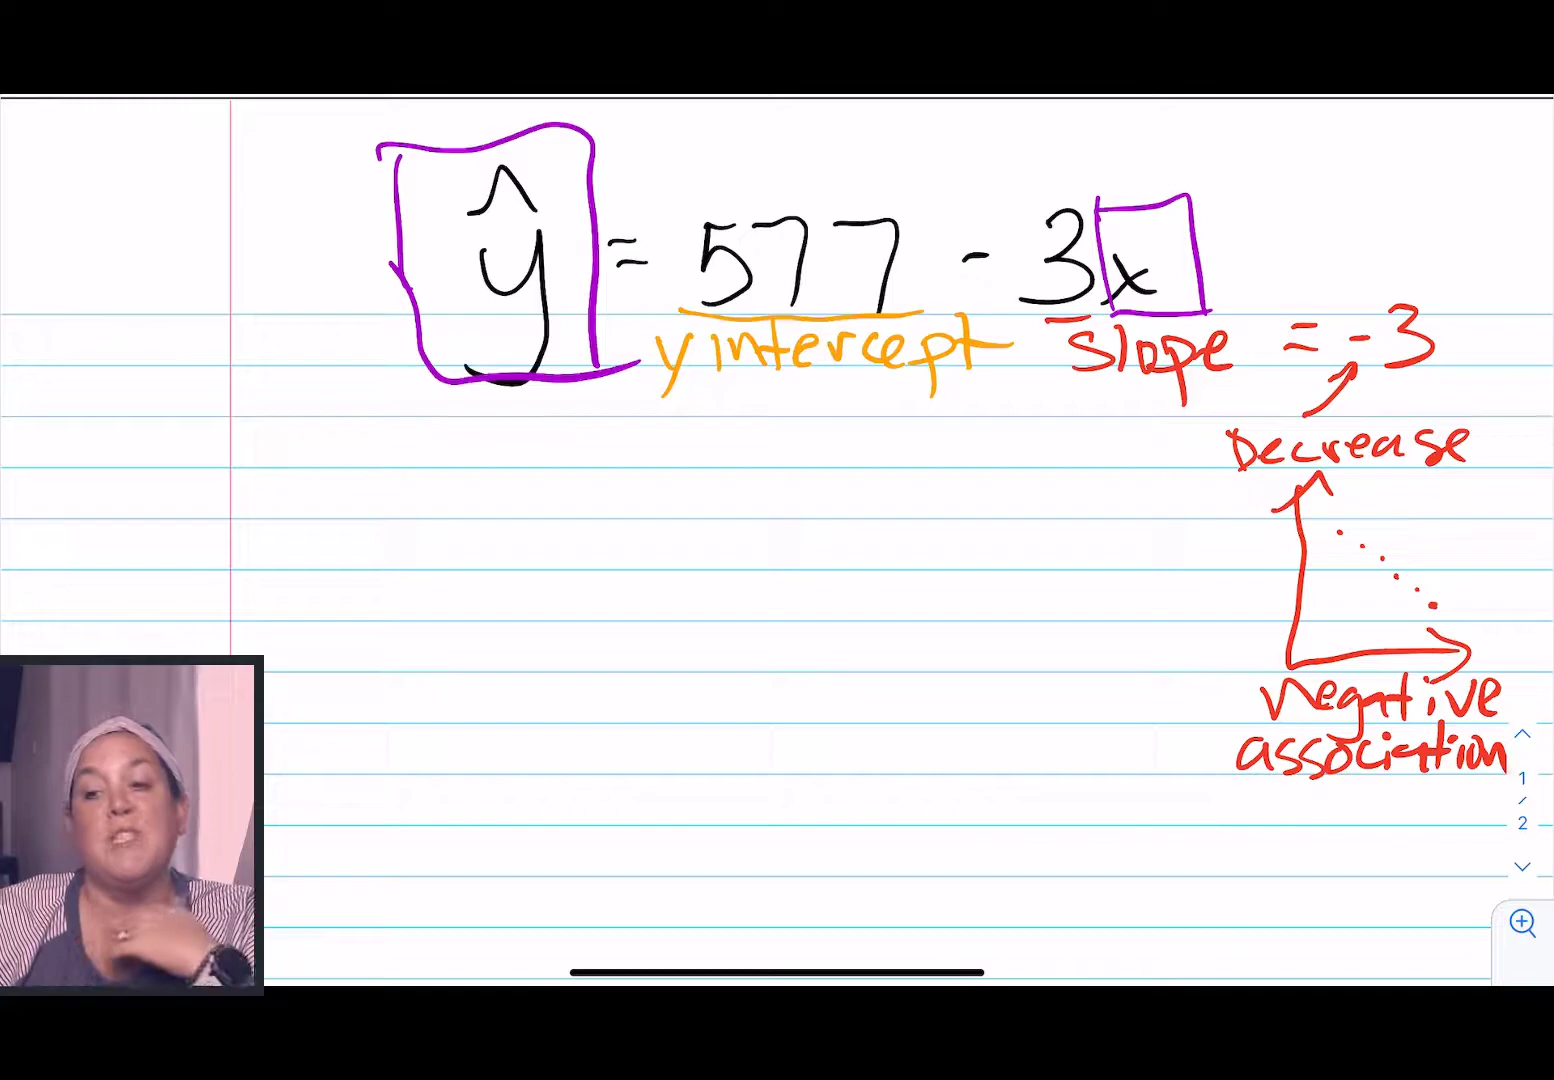 ŷ = 577 - 3x
y intercept slope = -3
Decrease
negative
association
1
/
2